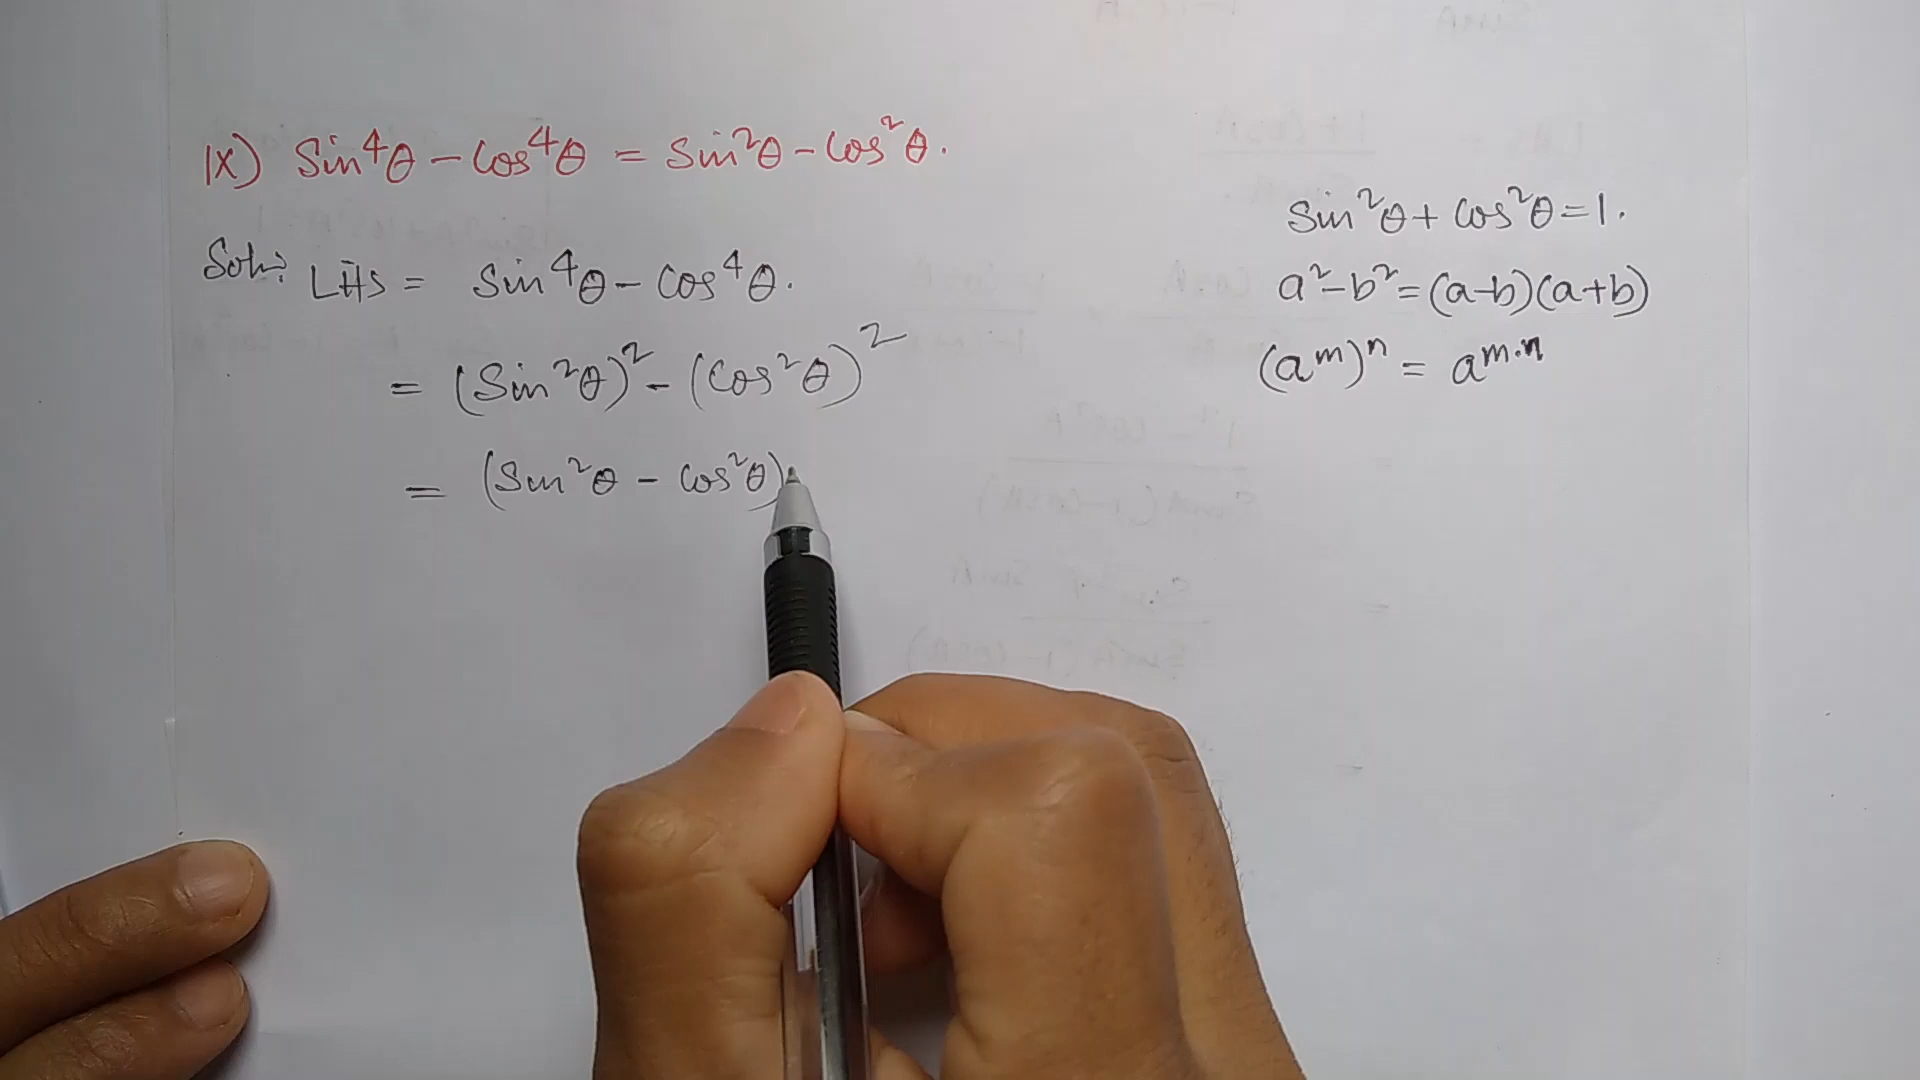 IX) Sin⁴θ - Cos⁴θ = Sin²θ - Cos²θ.
Soln: LHS = Sin⁴θ - Cos⁴θ.
= (Sin²θ)² - (Cos²θ)²
= (Sin²θ - Cos²θ)
Sin²θ + Cos²θ = 1.
a² - b² = (a-b)(a+b)
(aᵐ)ⁿ = aᵐ·ⁿ